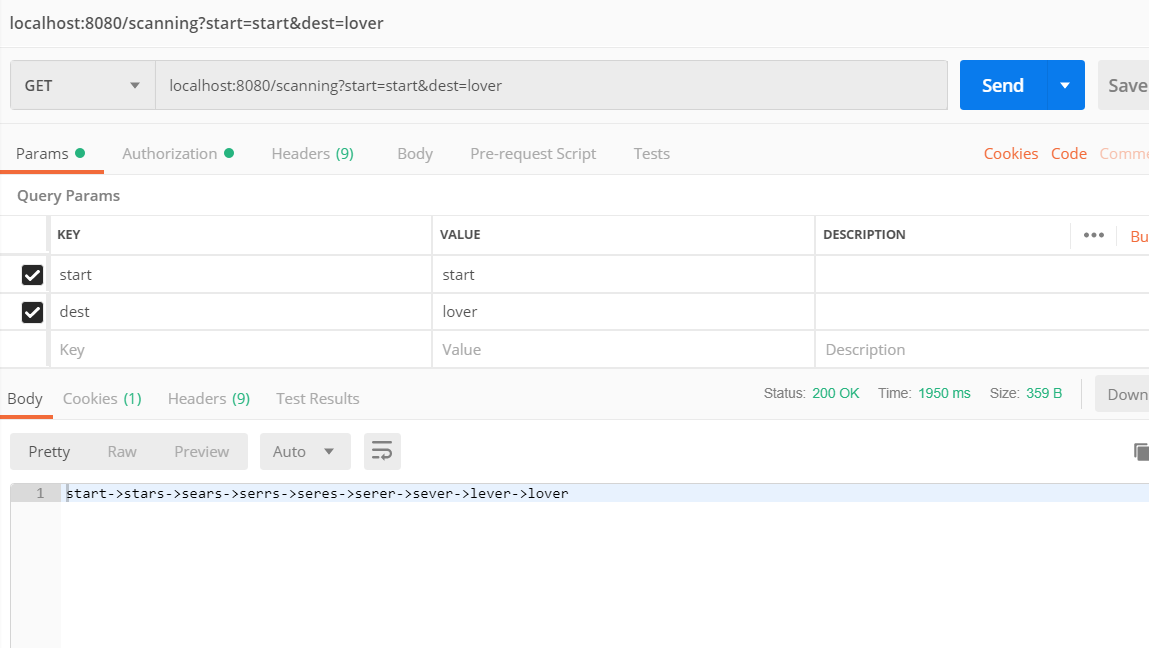 localhost:8080/scanning?start=start&dest=lover
GET localhost:8080/scanning?start=start&dest=lover Send Save
Params Authorization Headers (9) Body Pre-request Script Tests Cookies Code Comme
Query Params
KEY VALUE DESCRIPTION ••• Bu
start start
dest lover
Key Value Description
Body Cookies (1) Headers (9) Test Results Status: 200 OK Time: 1950 ms Size: 359 B Down
Pretty Raw Preview Auto
1 start->stars->sears->serrs->seres->serer->sever->lever->lover